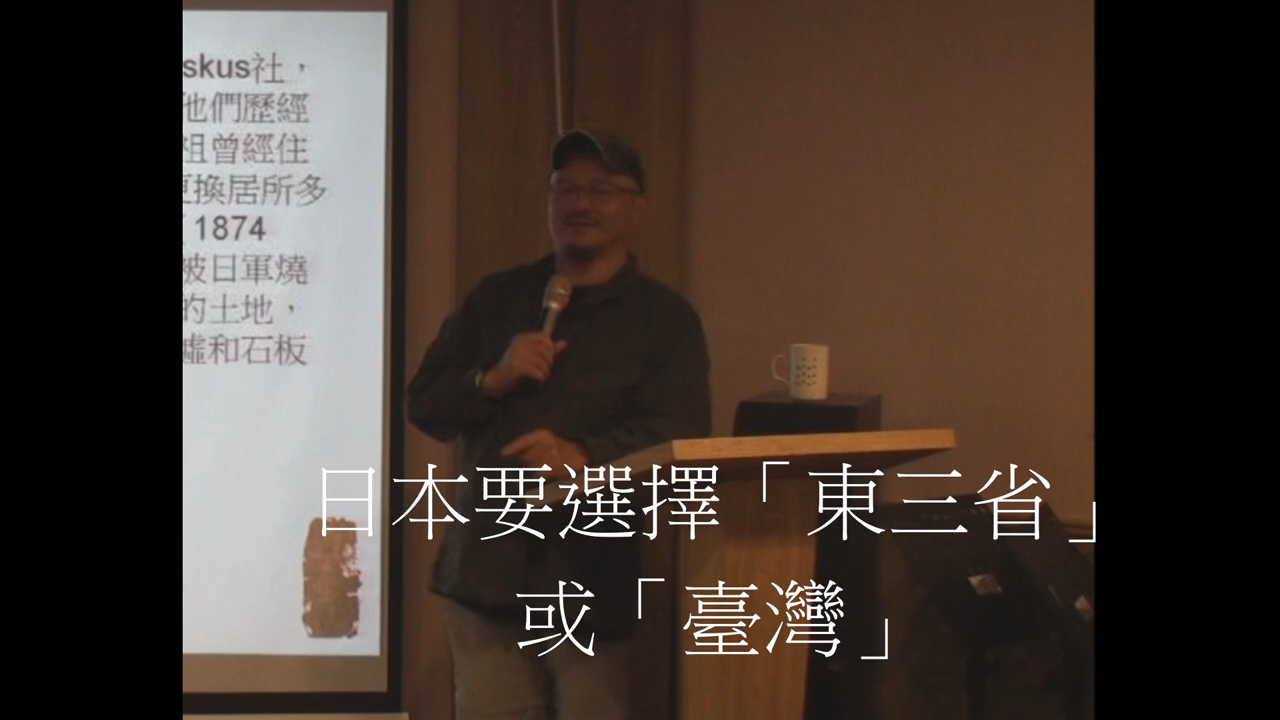 skus社，
他們歷經
祖曾經住
更換居所多
1874
被日軍燒
的土地，
墟和石板
日本要選擇「東三省」
或「臺灣」